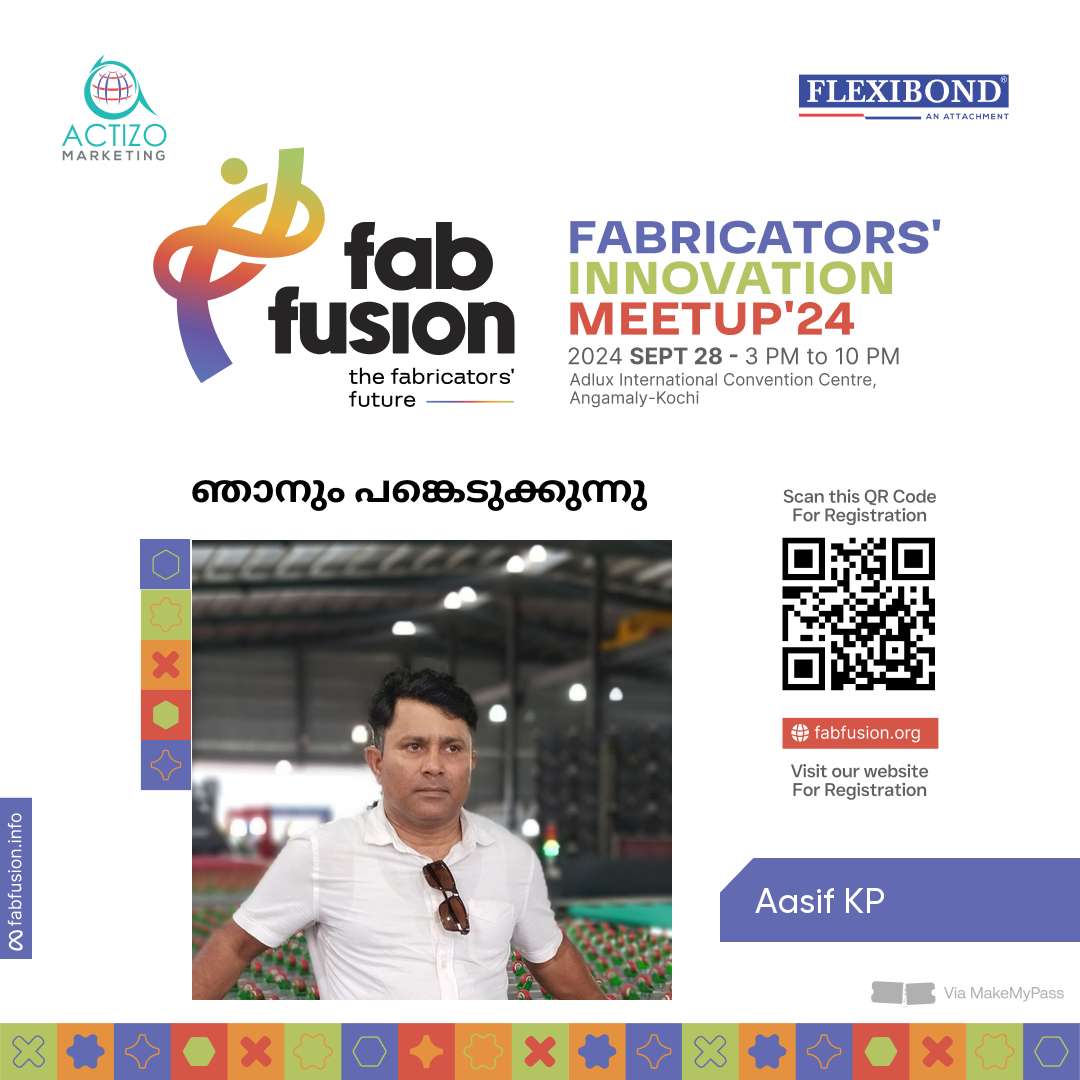 ACTIZO
MARKETING
FLEXIBOND®
AN ATTACHMENT
fab
fusion
the fabricators'
future
FABRICATORS'
INNOVATION
MEETUP'24
2024 SEPT 28 - 3 PM to 10 PM
Adlux International Convention Centre,
Angamaly-Kochi
ഞാനും പങ്കെടുക്കുന്നു
Scan this QR Code
For Registration
fabfusion.org
Visit our website
For Registration
fabfusion.info
Aasif KP
Via MakeMyPass